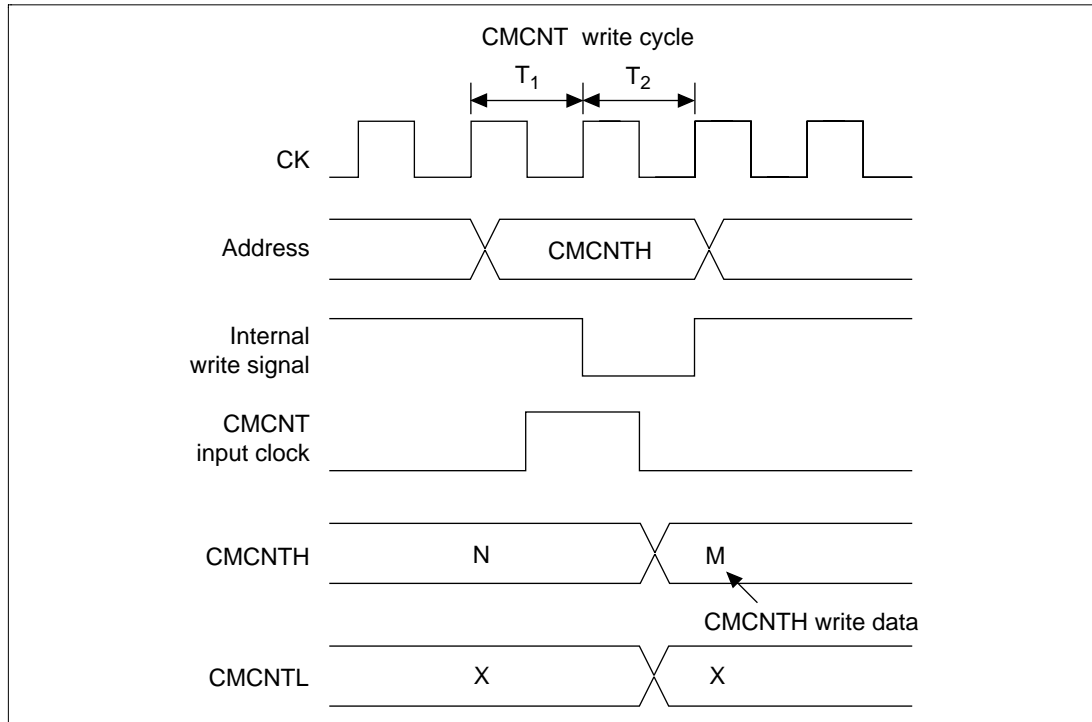 CMCNT write cycle
T1 T2
CK
Address CMCNTH
Internal
write signal
CMCNT
input clock
CMCNTH N M
CMCNTH write data
CMCNTL X X